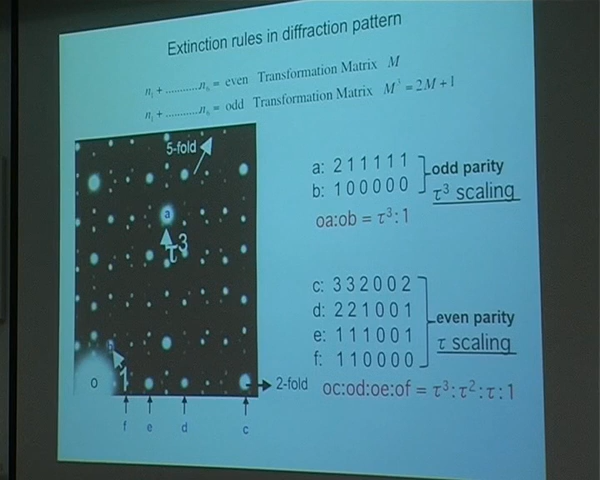 Extinction rules in diffraction pattern
n₁ + ............n₆ = even Transformation Matrix M
n₁ + ............n₆ = odd Transformation Matrix M³ = 2M + 1
5-fold
a
τ³
1
o
2-fold
f e d c
a: 2 1 1 1 1 1
b: 1 0 0 0 0 0
odd parity
τ³ scaling
oa:ob = τ³:1
c: 3 3 2 0 0 2
d: 2 2 1 0 0 1
e: 1 1 1 0 0 1
f: 1 1 0 0 0 0
even parity
τ scaling
oc:od:oe:of = τ³:τ²:τ:1